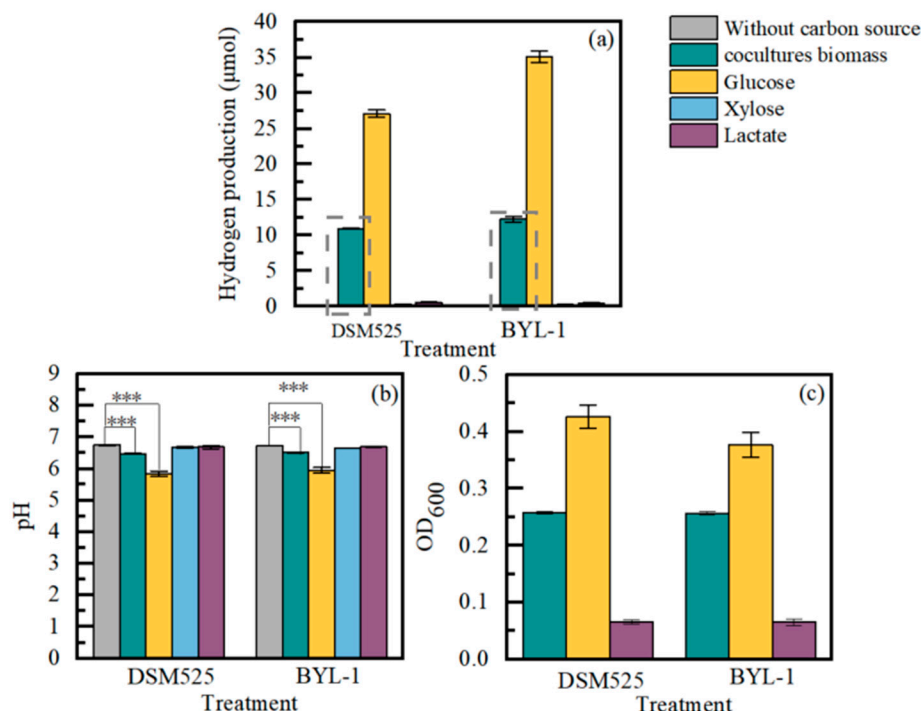 (a)
Hydrogen production (μmol)
40
35
30
25
20
15
10
5
0
DSM525 BYL-1
Treatment
Without carbon source
cocultures biomass
Glucose
Xylose
Lactate
(b)
pH
9
8
7
6
5
4
3
2
1
0
***
***
***
***
DSM525 BYL-1
Treatment
(c)
OD600
0.5
0.4
0.3
0.2
0.1
0.0
DSM525 BYL-1
Treatment